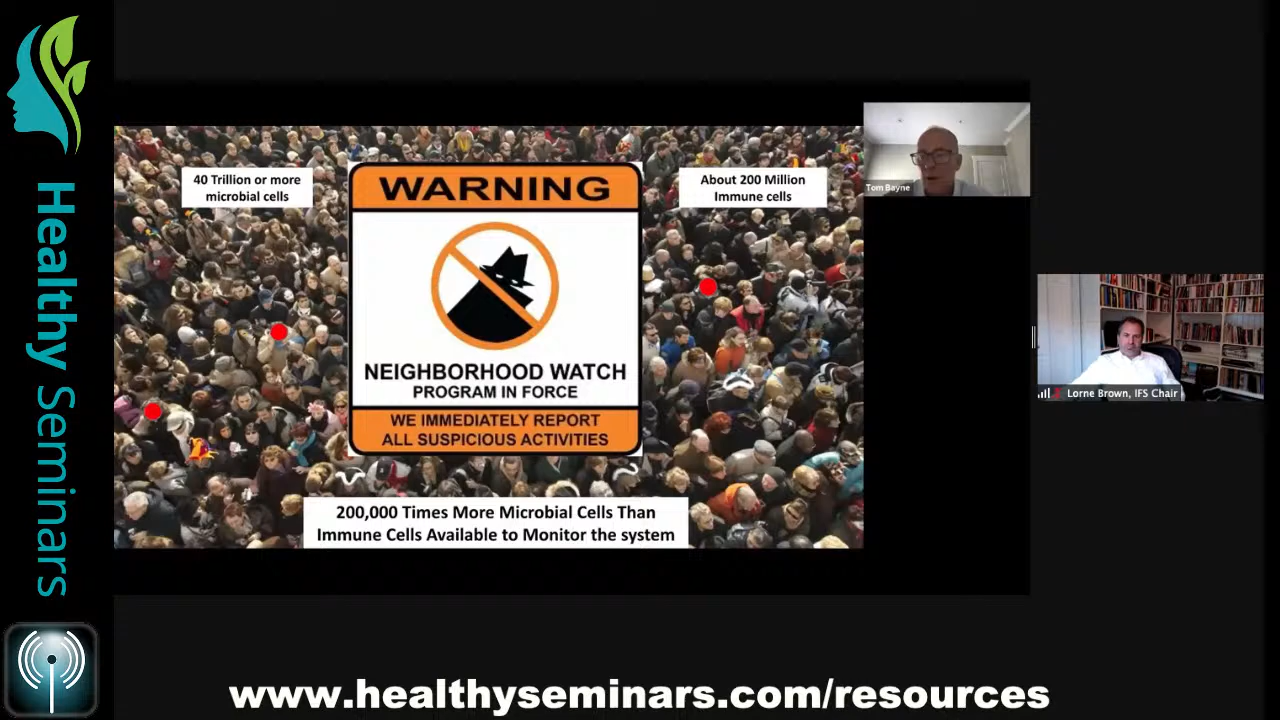 Healthy Seminars
40 Trillion or more
microbial cells
WARNING
NEIGHBORHOOD WATCH
PROGRAM IN FORCE
WE IMMEDIATELY REPORT
ALL SUSPICIOUS ACTIVITIES
About 200 Million
Immune cells
200,000 Times More Microbial Cells Than
Immune Cells Available to Monitor the system
Tom Bayne
Lorne Brown, IFS Chair
www.healthyseminars.com/resources